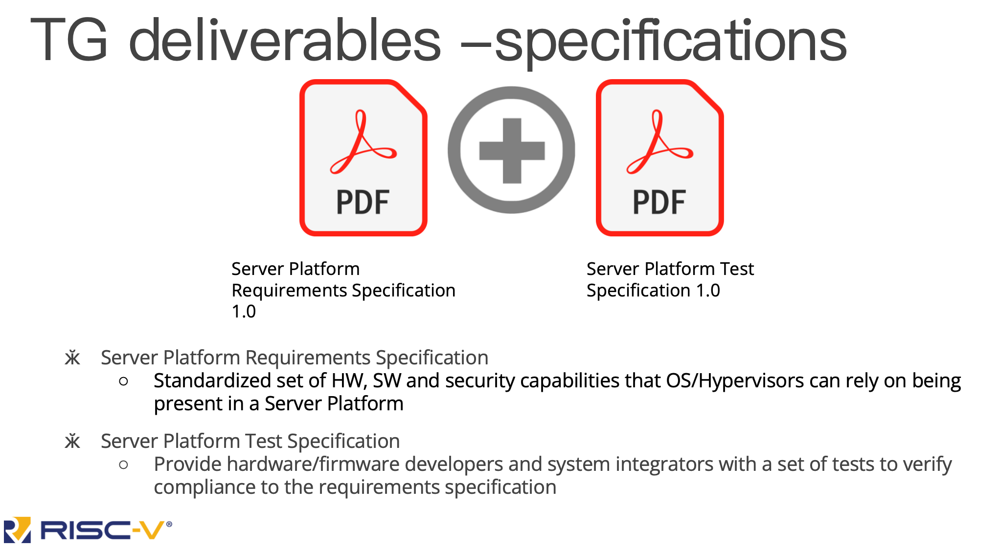 TG deliverables –specifications
PDF
PDF
Server Platform
Requirements Specification
1.0
Server Platform Test
Specification 1.0
ӂ Server Platform Requirements Specification
○ Standardized set of HW, SW and security capabilities that OS/Hypervisors can rely on being
present in a Server Platform
ӂ Server Platform Test Specification
○ Provide hardware/firmware developers and system integrators with a set of tests to verify
compliance to the requirements specification
RISC-V®